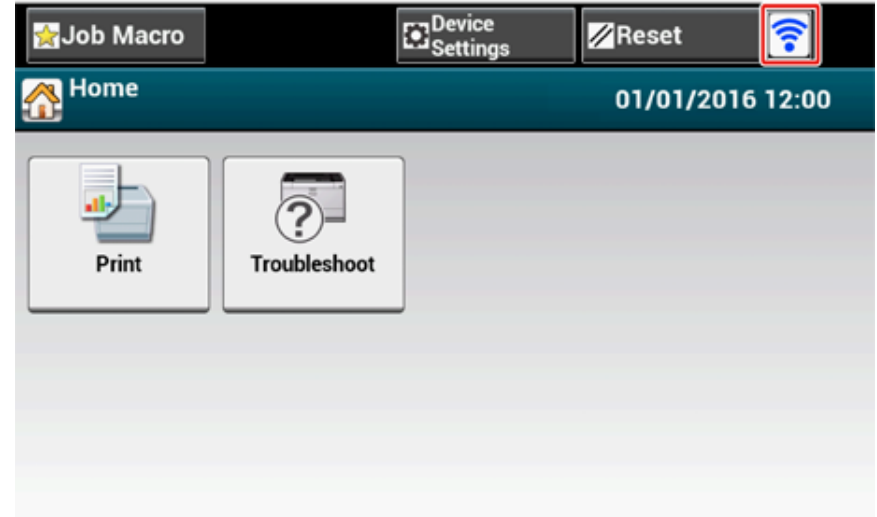 Job Macro
Device
Settings
Reset
Home
01/01/2016 12:00
Print
Troubleshoot